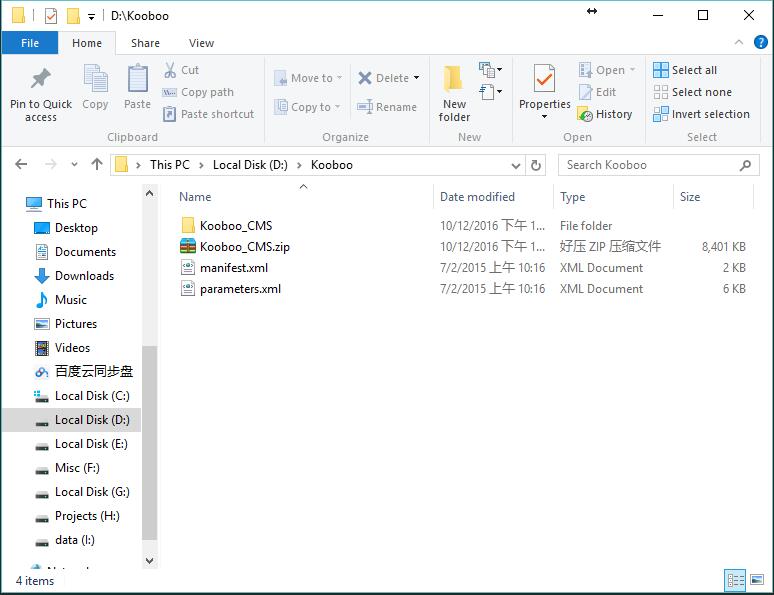 D:\Kooboo
File Home Share View
Pin to Quick access
Copy
Paste
Cut
Copy path
Paste shortcut
Clipboard
Move to
Copy to
Delete
Rename
Organize
New folder
New
Properties
Open
Edit
History
Open
Select all
Select none
Invert selection
Select
This PC Local Disk (D:) Kooboo
Search Kooboo
This PC
Desktop
Documents
Downloads
Music
Pictures
Videos
百度云同步盘
Local Disk (C:)
Local Disk (D:)
Local Disk (E:)
Misc (F:)
Local Disk (G:)
Projects (H:)
data (I:)
Name Date modified Type Size
Kooboo_CMS 10/12/2016 下午 1... File folder
Kooboo_CMS.zip 10/12/2016 下午 1... 好压 ZIP 压缩文件 8,401 KB
manifest.xml 7/2/2015 上午 10:16 XML Document 2 KB
parameters.xml 7/2/2015 上午 10:16 XML Document 6 KB
4 items